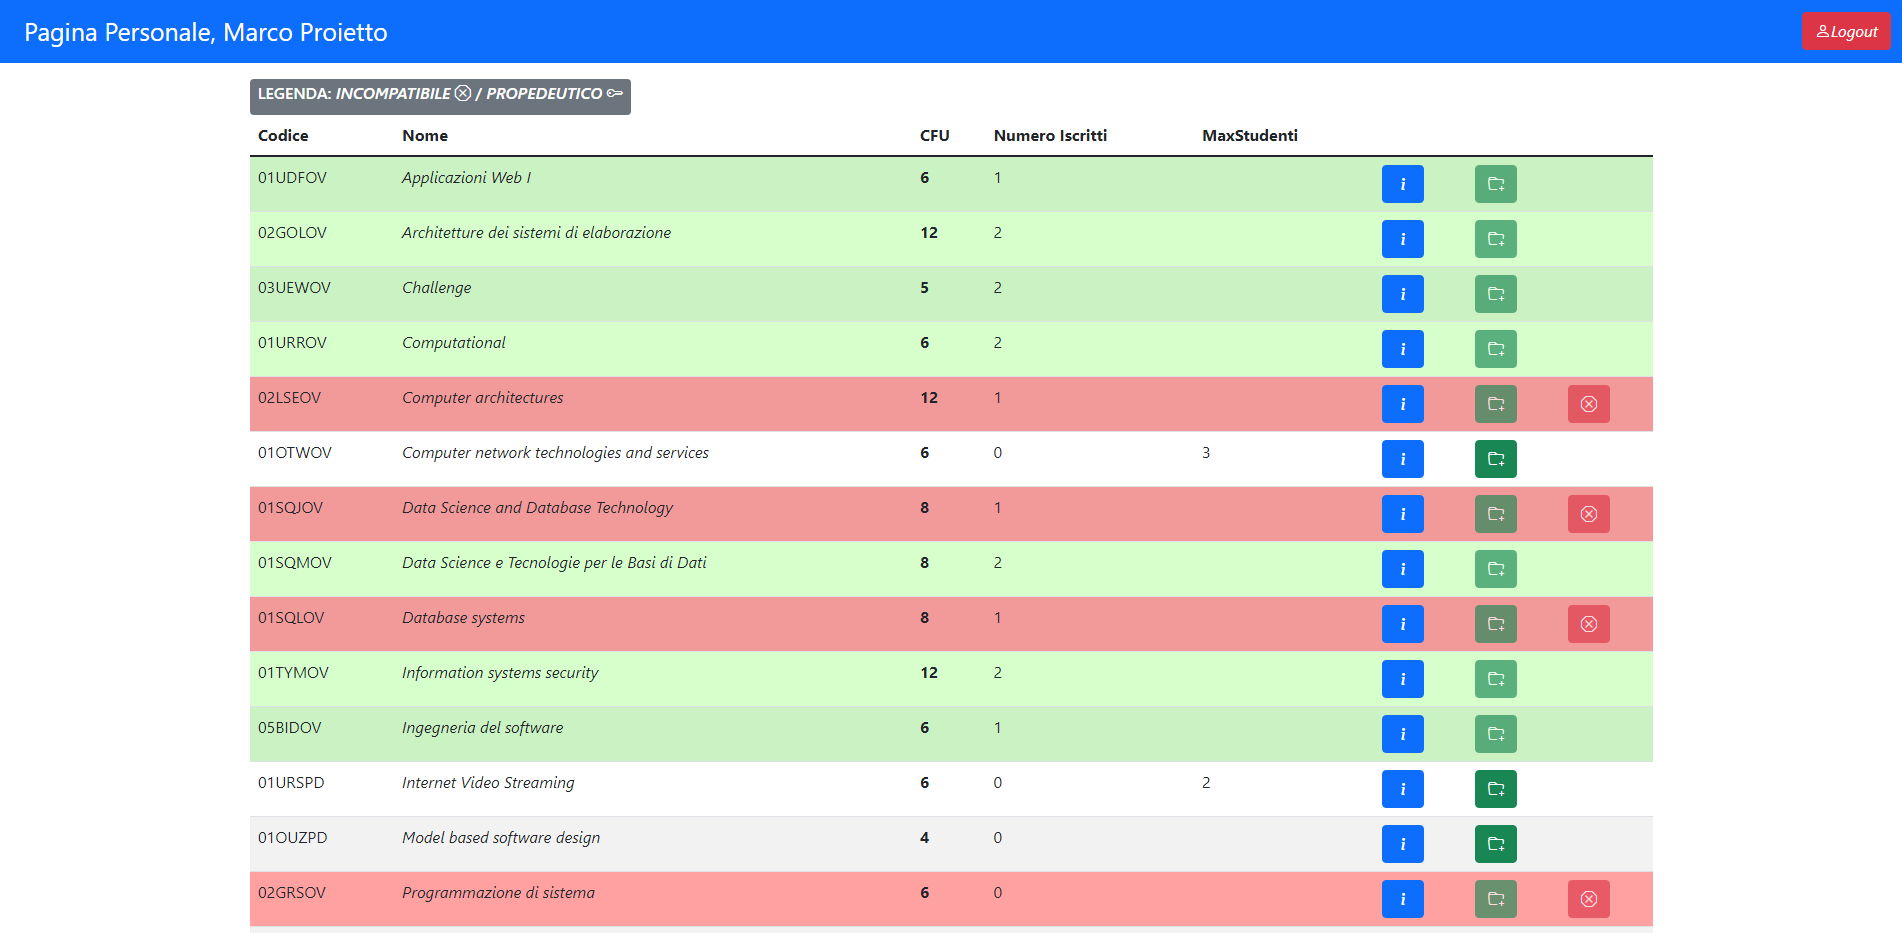 Pagina Personale, Marco Proietto
Logout
LEGENDA: INCOMPATIBILE / PROPEDEUTICO
Codice Nome CFU Numero Iscritti MaxStudenti
01UDFOV Applicazioni Web I 6 1 i
02GOLOV Architetture dei sistemi di elaborazione 12 2 i
03UEWOV Challenge 5 2 i
01URROV Computational 6 2 i
02LSEOV Computer architectures 12 1 i
01OTWOV Computer network technologies and services 6 0 3 i
01SQJOV Data Science and Database Technology 8 1 i
01SQMOV Data Science e Tecnologie per le Basi di Dati 8 2 i
01SQLOV Database systems 8 1 i
01TYMOV Information systems security 12 2 i
05BIDOV Ingegneria del software 6 1 i
01URSPD Internet Video Streaming 6 0 2 i
01OUZPD Model based software design 4 0 i
02GRSOV Programmazione di sistema 6 0 i